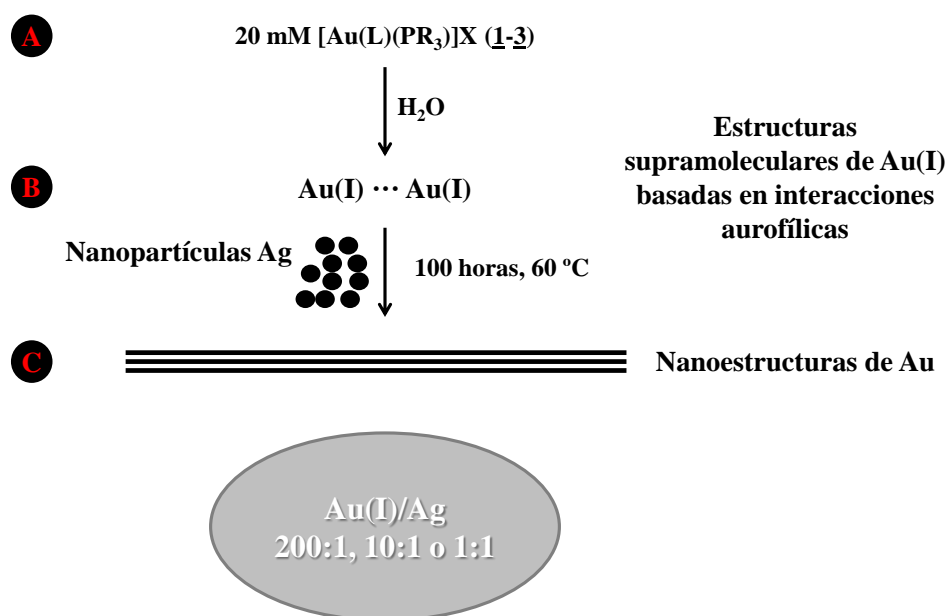 A
20 mM [Au(L)(PR₃)]X (1-3)
H₂O
B
Au(I) ··· Au(I)
Estructuras
supramoleculares de Au(I)
basadas en interacciones
aurofílicas
Nanopartículas Ag
100 horas, 60 ºC
C
Nanoestructuras de Au
Au(I)/Ag
200:1, 10:1 o 1:1